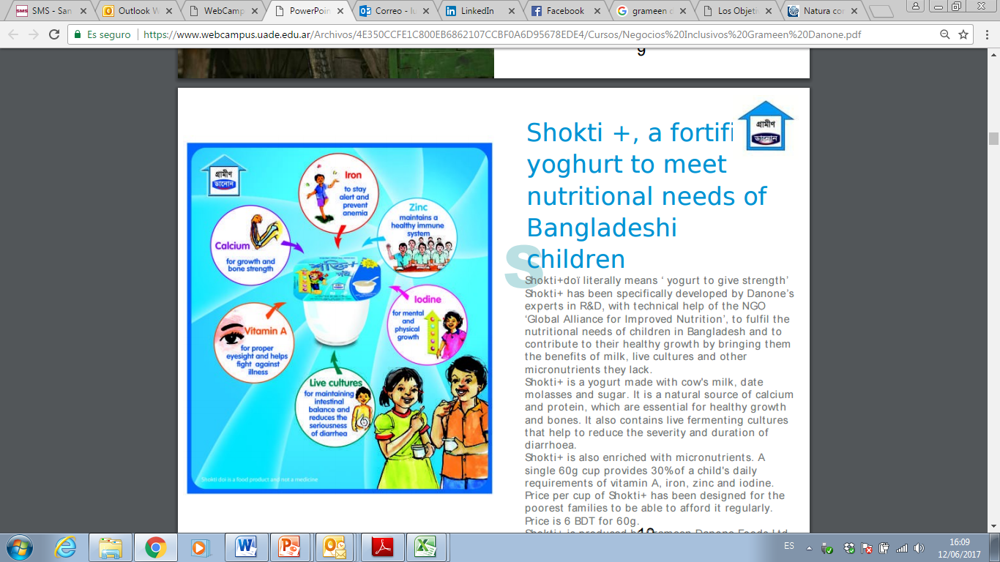 SMS - San
Outlook W
WebCamp
PowerPoin
Correo - lu
LinkedIn
Facebook
grameen d
Los Objeti
Natura con
Es seguro
https://www.webcampus.uade.edu.ar/Archivos/4E350CCFE1C800EB6862107CCBF0A6D95678EDE4/Cursos/Negocios%20Inclusivos%20Grameen%20Danone.pdf
9
গ্রামীণ
ডানোন
Iron
to stay
alert and
prevent
anemia
Zinc
maintains a
healthy immune
system
Calcium
for growth and
bone strength
শক্তি+
দই
Iodine
for mental
and
physical
growth
Vitamin A
for proper
eyesight and helps
fight against
illness
Live cultures
for maintaining
intestinal
balance and
reduces the
seriousness
of diarrhea
Shokti doi is a food product and not a medicine
গ্রামীণ
ডানোন
Shokti +, a fortifi
yoghurt to meet
nutritional needs of
Bangladeshi
children
S
Shokti+doï literally means ‘ yogurt to give strength’
Shokti+ has been specifically developed by Danone’s
experts in R&D, with technical help of the NGO
‘Global Alliance for Improved Nutrition’, to fulfil the
nutritional needs of children in Bangladesh and to
contribute to their healthy growth by bringing them
the benefits of milk, live cultures and other
micronutrients they lack.
Shokti+ is a yogurt made with cow's milk, date
molasses and sugar. It is a natural source of calcium
and protein, which are essential for healthy growth
and bones. It also contains live fermenting cultures
that help to reduce the severity and duration of
diarrhoea.
Shokti+ is also enriched with micronutrients. A
single 60g cup provides 30%of a child's daily
requirements of vitamin A, iron, zinc and iodine.
Price per cup of Shokti+ has been designed for the
poorest families to be able to afford it regularly.
Price is 6 BDT for 60g.
Shokti+ is produced by Grameen Danone Foods Ltd
10
ES
16:09
12/06/2017